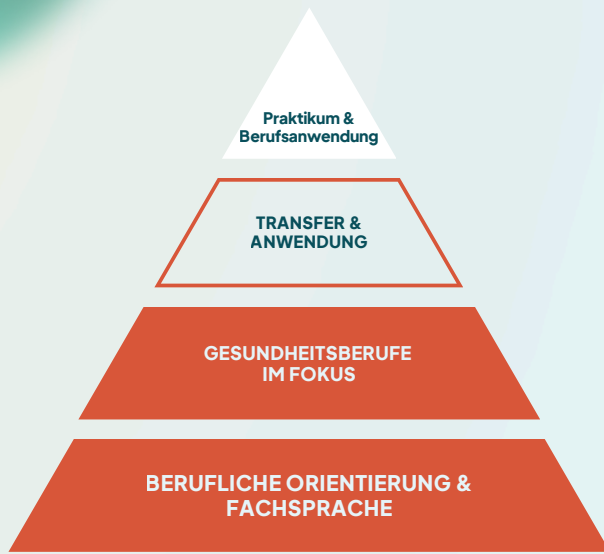 Praktikum &
Berufsanwendung
TRANSFER &
ANWENDUNG
GESUNDHEITSBERUFE
IM FOKUS
BERUFLICHE ORIENTIERUNG &
FACHSPRACHE